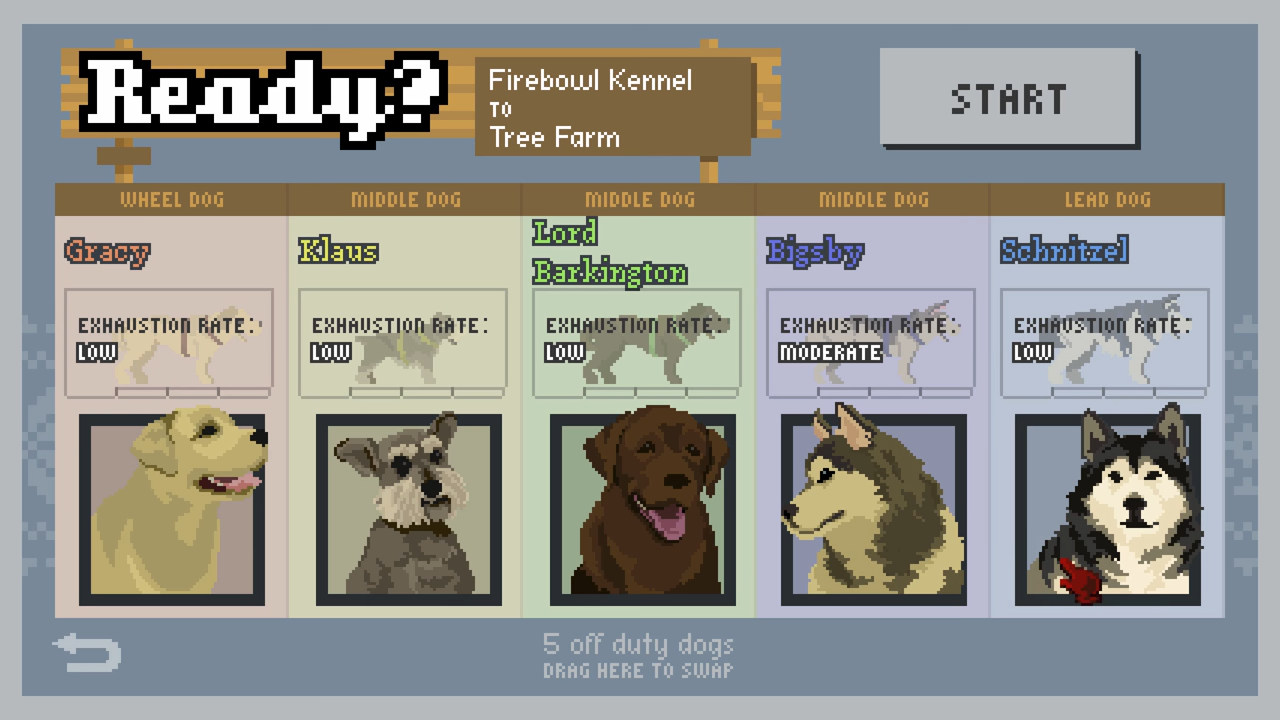 Ready?
Firebowl Kennel
TO
Tree Farm
START
WHEEL DOG
MIDDLE DOG
MIDDLE DOG
MIDDLE DOG
LEAD DOG
Gracy
EXHAUSTION RATE:
LOW
Klaus
EXHAUSTION RATE:
LOW
Lord
Barkington
EXHAUSTION RATE:
LOW
Bigsby
EXHAUSTION RATE:
MODERATE
Schnitzel
EXHAUSTION RATE:
LOW
5 off duty dogs
DRAG HERE TO SWAP